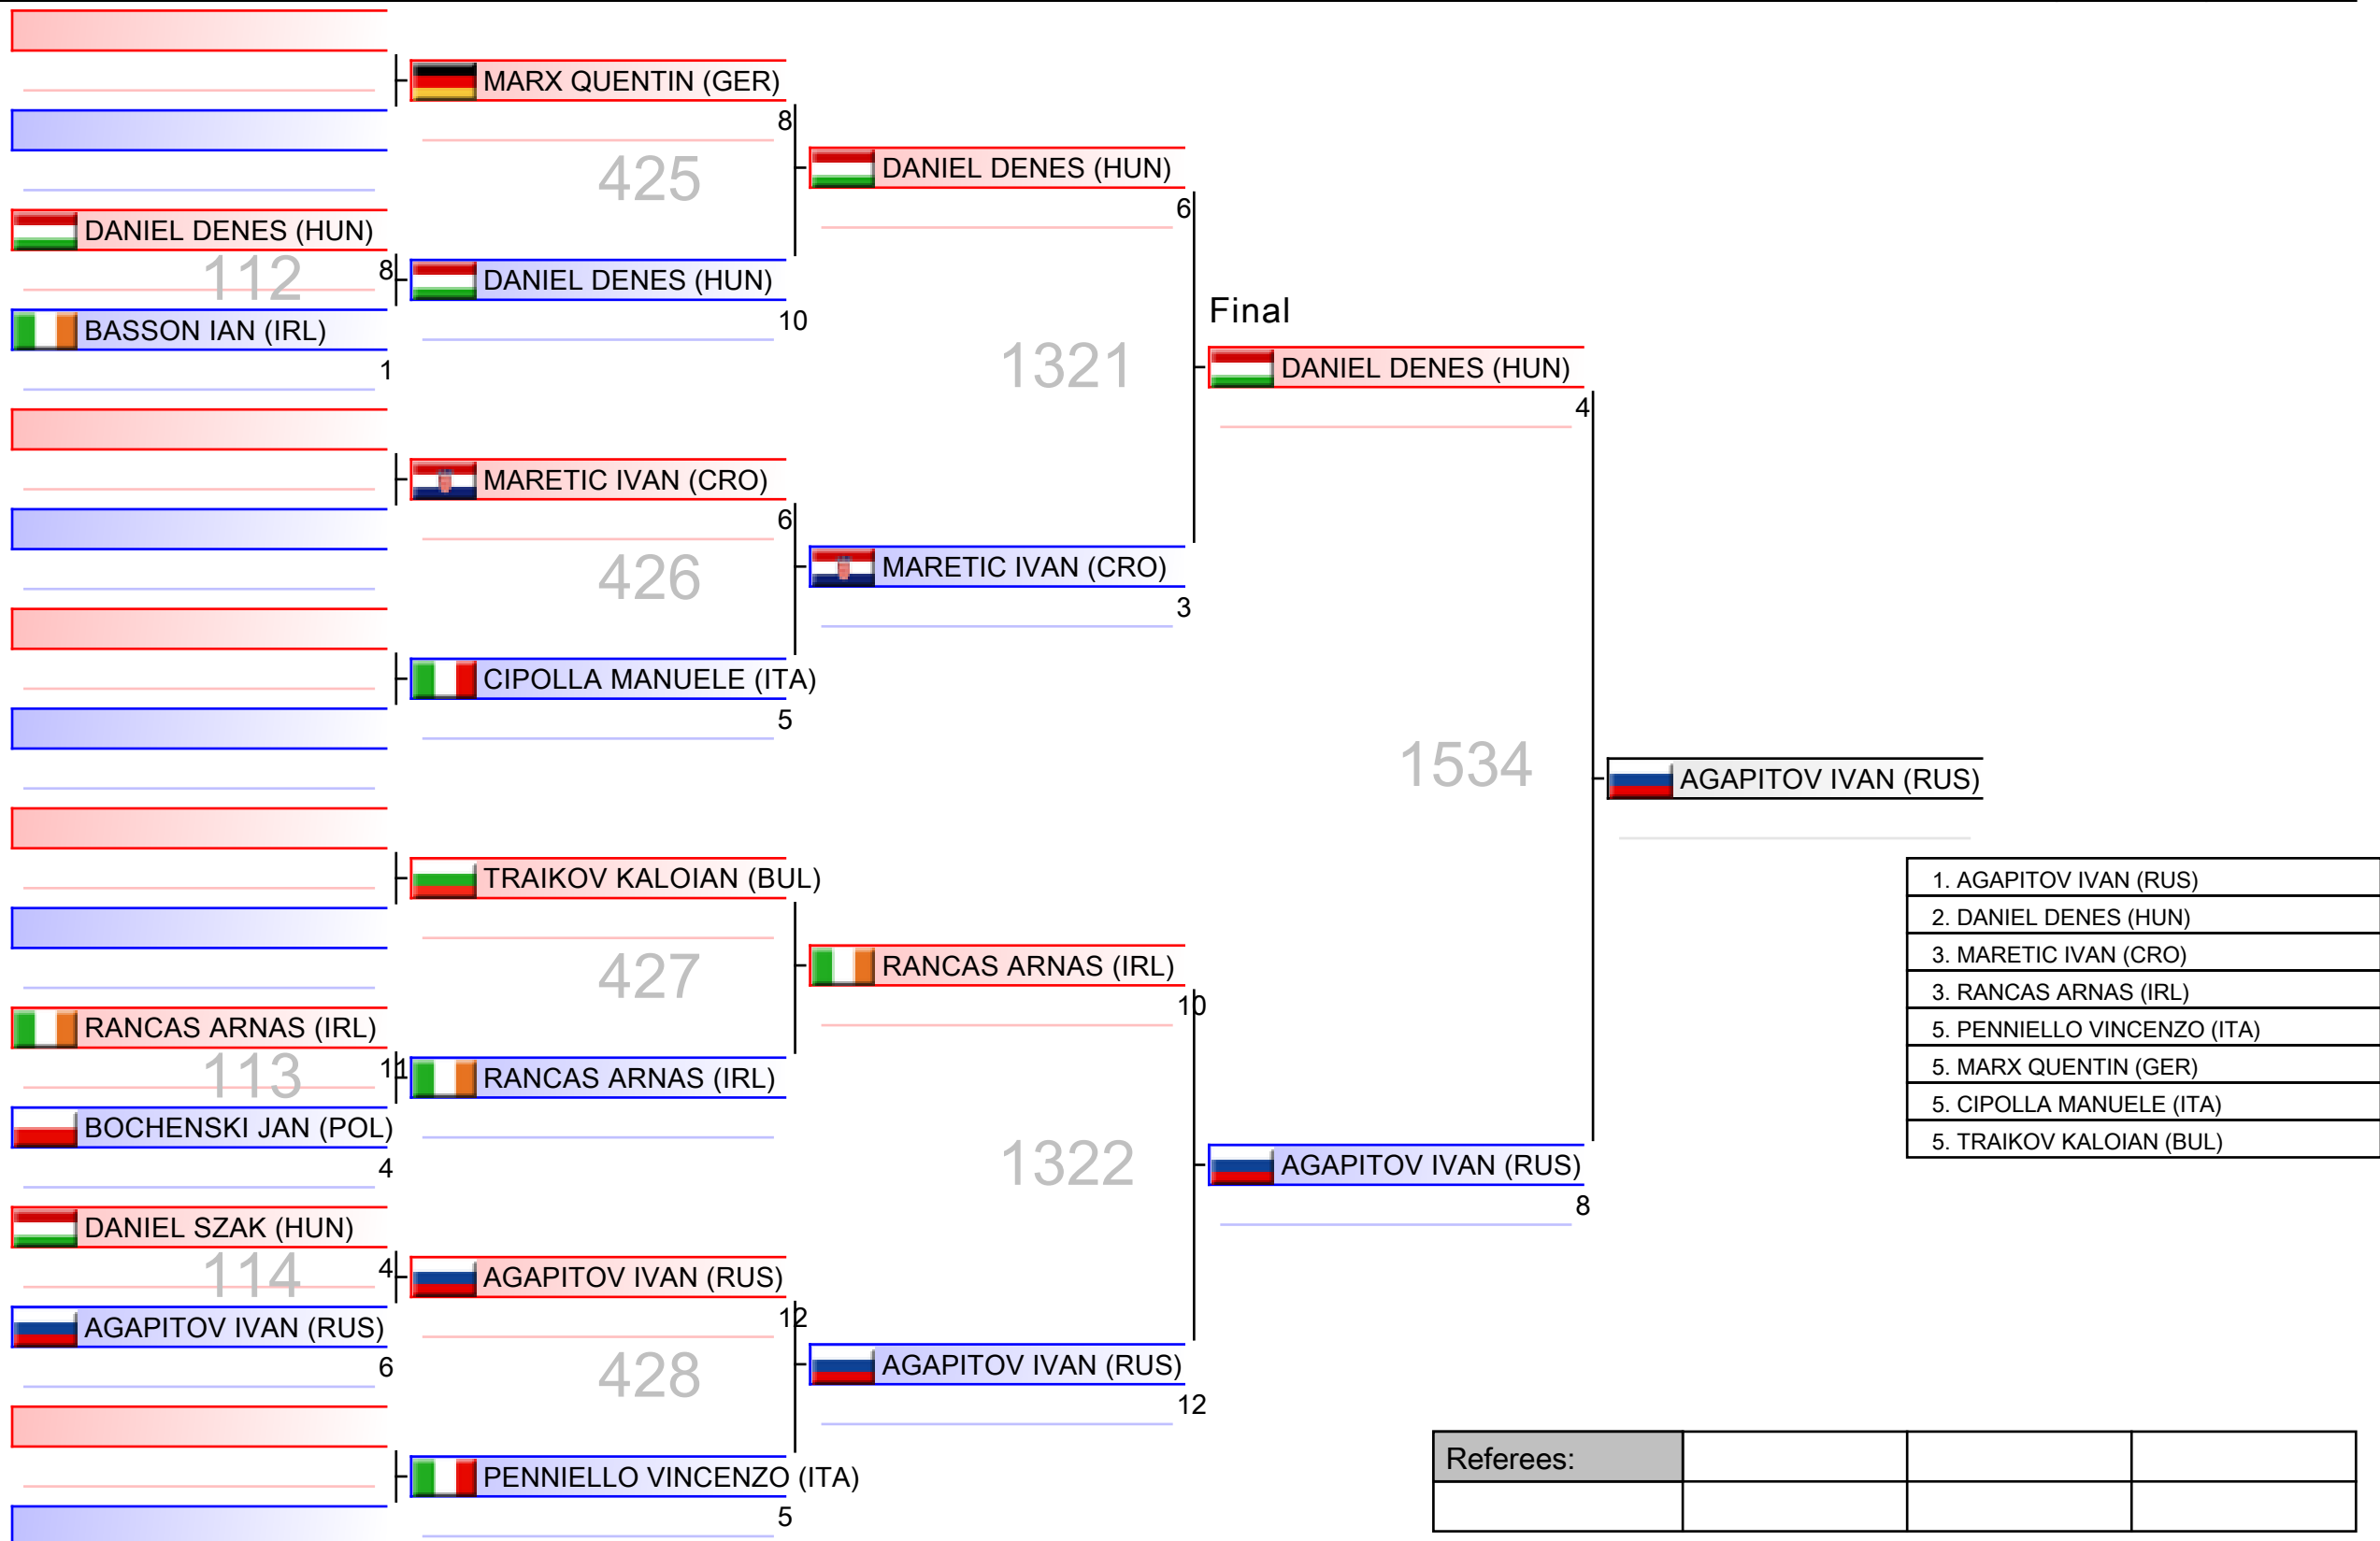 MARX QUENTIN (GER)
8
425
DANIEL DENES (HUN)
6
DANIEL DENES (HUN)
112
8
DANIEL DENES (HUN)
10
BASSON IAN (IRL)
1
1321
Final
DANIEL DENES (HUN)
4
MARETIC IVAN (CRO)
6
426
MARETIC IVAN (CRO)
3
CIPOLLA MANUELE (ITA)
5
1534
AGAPITOV IVAN (RUS)
TRAIKOV KALOIAN (BUL)
427
RANCAS ARNAS (IRL)
10
RANCAS ARNAS (IRL)
113
11
RANCAS ARNAS (IRL)
BOCHENSKI JAN (POL)
4
1322
AGAPITOV IVAN (RUS)
8
DANIEL SZAK (HUN)
114
4
AGAPITOV IVAN (RUS)
12
AGAPITOV IVAN (RUS)
6
428
AGAPITOV IVAN (RUS)
12
PENNIELLO VINCENZO (ITA)
5
1. AGAPITOV IVAN (RUS)
2. DANIEL DENES (HUN)
3. MARETIC IVAN (CRO)
3. RANCAS ARNAS (IRL)
5. PENNIELLO VINCENZO (ITA)
5. MARX QUENTIN (GER)
5. CIPOLLA MANUELE (ITA)
5. TRAIKOV KALOIAN (BUL)
Referees: